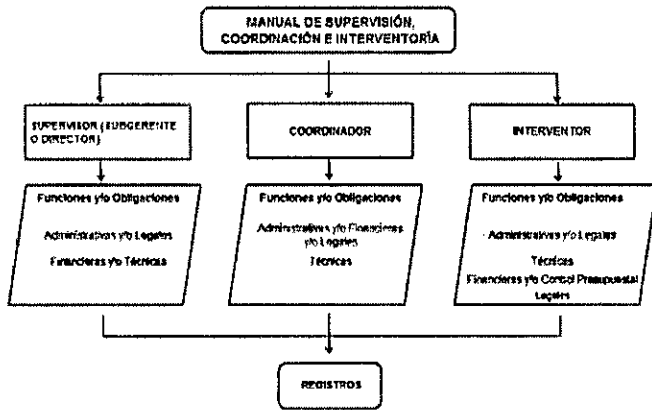 MANUAL DE SUPERVISIÓN,
COORDINACIÓN E INTERVENTORÍA
SUPERVISOR (SUBGERENTE
O DIRECTOR)
COORDINADOR
INTERVENTOR
Funciones y/o Obligaciones
Administrativas y/o Legales
Financieras y/o Técnicas
Funciones y/o Obligaciones
Administrativas y/o Financieras
y/o Legales
Técnicas
Funciones y/o Obligaciones
- Administrativas y/o Legales
Técnicas
Financieras y/o Control Presupuestal
Legales
REGISTROS